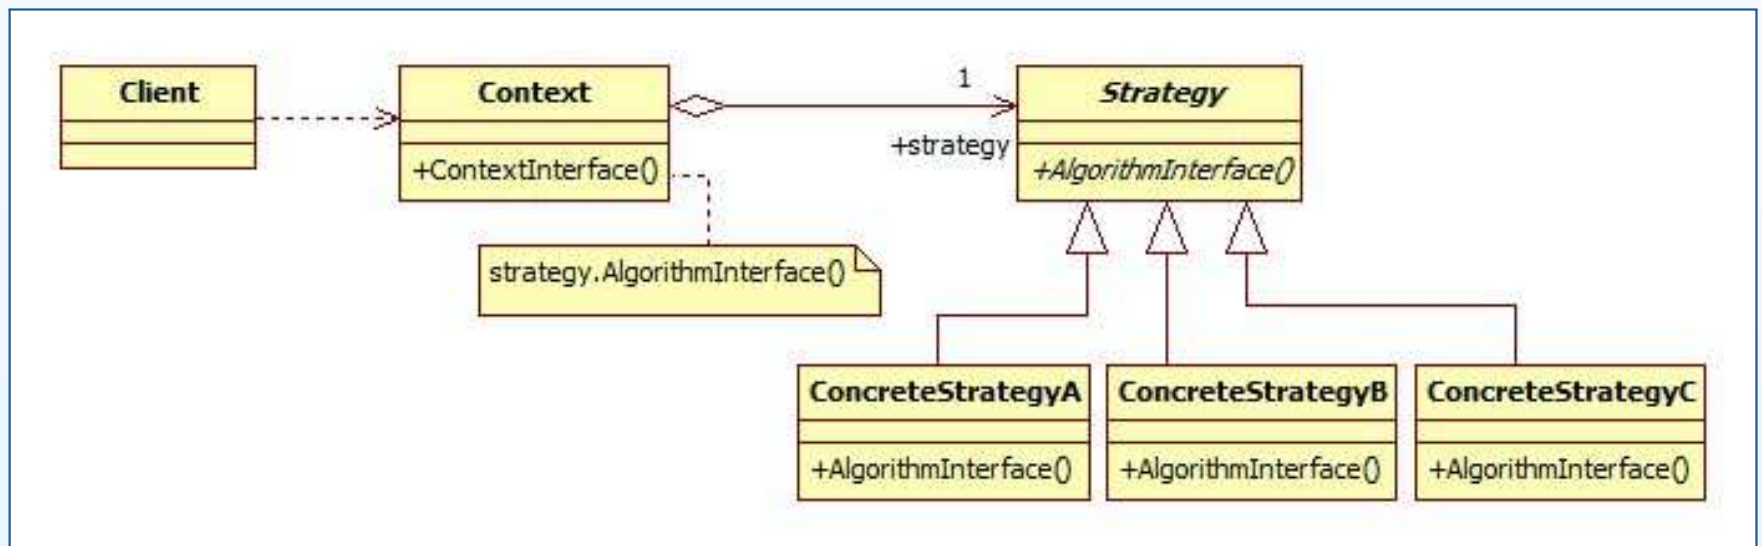 Client
Context
+ContextInterface()
strategy.AlgorithmInterface()
1
+strategy
Strategy
+AlgorithmInterface()
ConcreteStrategyA
+AlgorithmInterface()
ConcreteStrategyB
+AlgorithmInterface()
ConcreteStrategyC
+AlgorithmInterface()